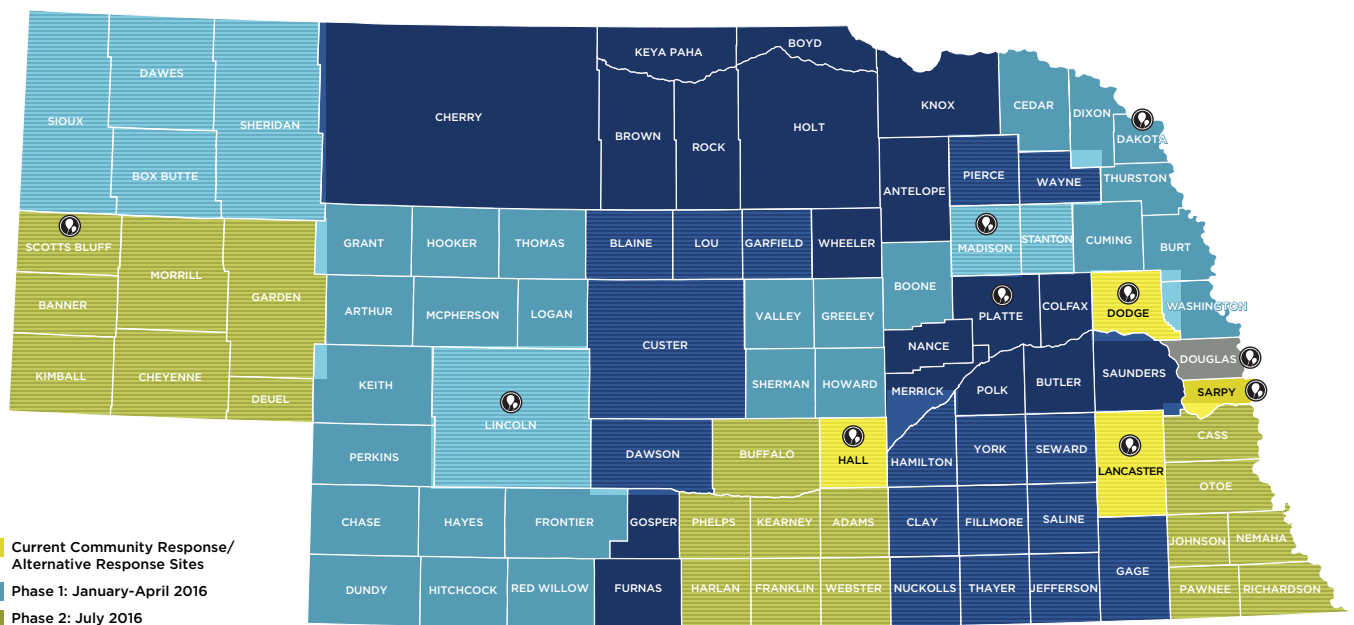 KEYA PAHA
BOYD
DAWES
SIOUX
SHERIDAN
CHERRY
BROWN
ROCK
HOLT
KNOX
CEDAR
DIXON
DAKOTA
BOX BUTTE
PIERCE
WAYNE
THURSTON
ANTELOPE
SCOTTS BLUFF
MORRILL
GRANT
HOOKER
THOMAS
BLAINE
LOU
GARFIELD
WHEELER
MADISON
STANTON
CUMING
BURT
BANNER
GARDEN
ARTHUR
MCPHERSON
LOGAN
CUSTER
VALLEY
GREELEY
BOONE
PLATTE
COLFAX
DODGE
WASHINGTON
NANCE
DOUGLAS
KIMBALL
CHEYENNE
DEUEL
KEITH
LINCOLN
SHERMAN
HOWARD
MERRICK
POLK
BUTLER
SAUNDERS
SARPY
PERKINS
DAWSON
BUFFALO
HALL
HAMILTON
YORK
SEWARD
LANCASTER
CASS
OTOE
CHASE
HAYES
FRONTIER
GOSPER
PHELPS
KEARNEY
ADAMS
CLAY
FILLMORE
SALINE
JOHNSON
NEMAHA
DUNDY
HITCHCOCK
RED WILLOW
FURNAS
HARLAN
FRANKLIN
WEBSTER
NUCKOLLS
THAYER
JEFFERSON
GAGE
PAWNEE
RICHARDSON
Current Community Response/
Alternative Response Sites
Phase 1: January-April 2016
Phase 2: July 2016